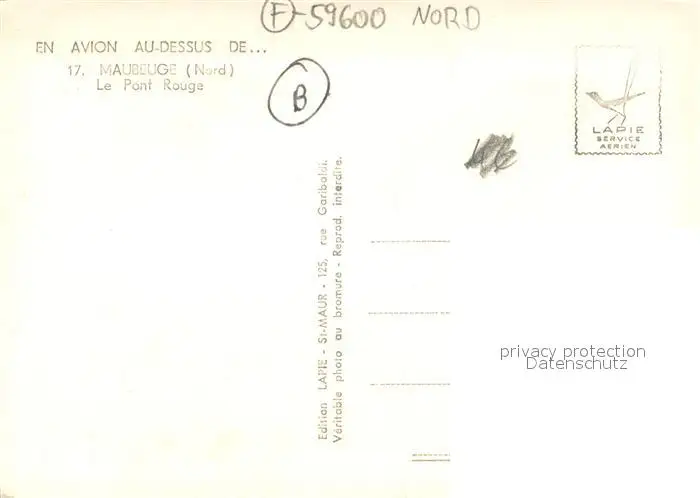 (F)-59600 NORD
EN AVION AU-DESSUS DE...
17. MAUBEUGE (Nord)
Le Pont Rouge
B
LAPIE
SERVICE
AERIEN
Edition LAPIE - St-MAUR - 125, rue Garibaldi.
Véritable photo au bromure - Reprod. interdite.
privacy protection
Datenschutz